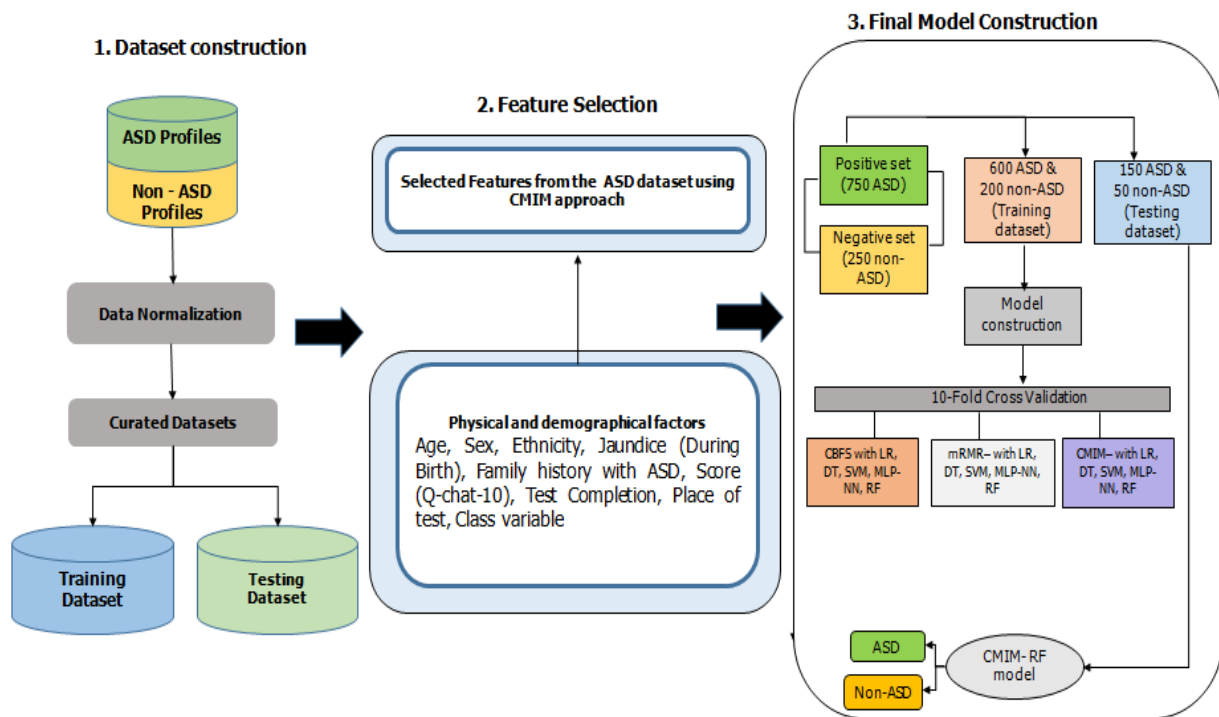 1. Dataset construction
ASD Profiles
Non - ASD
Profiles
Data Normalization
Curated Datasets
Training
Dataset
Testing
Dataset
2. Feature Selection
Selected Features from the ASD dataset using
CMIM approach
Physical and demographical factors
Age, Sex, Ethnicity, Jaundice (During
Birth), Family history with ASD, Score
(Q-chat-10), Test Completion, Place of
test, Class variable
3. Final Model Construction
Positive set
(750 ASD)
Negative set
(250 non-
ASD)
600 ASD &
200 non-ASD
(Training
dataset)
150 ASD &
50 non-ASD
(Testing
dataset)
Model
construction
10-Fold Cross Validation
CBFS with LR,
DT, SVM, MLP-
NN, RF
mRMR– with LR,
DT, SVM, MLP-NN,
RF
CMIM– with LR,
DT, SVM, MLP-
NN, RF
ASD
Non-ASD
CMIM- RF
model